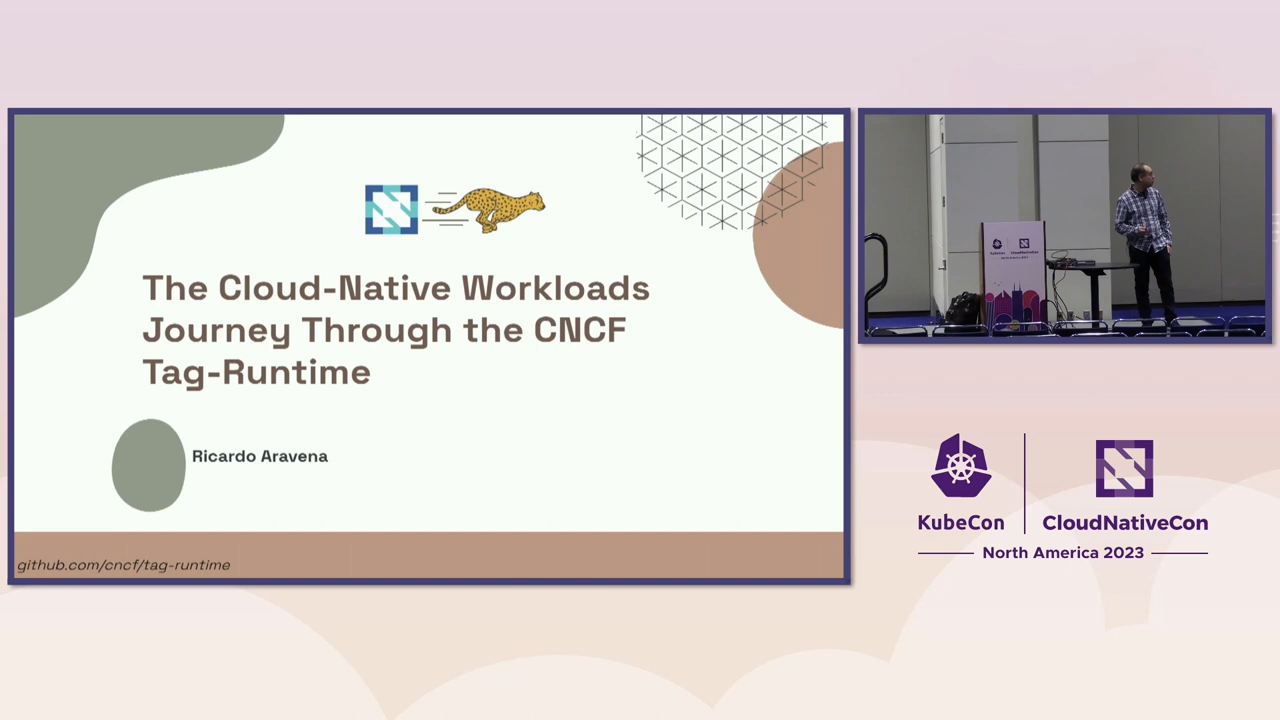 The Cloud-Native Workloads
Journey Through the CNCF
Tag-Runtime
Ricardo Aravena
github.com/cncf/tag-runtime
KubeCon
CloudNativeCon
North America 2023